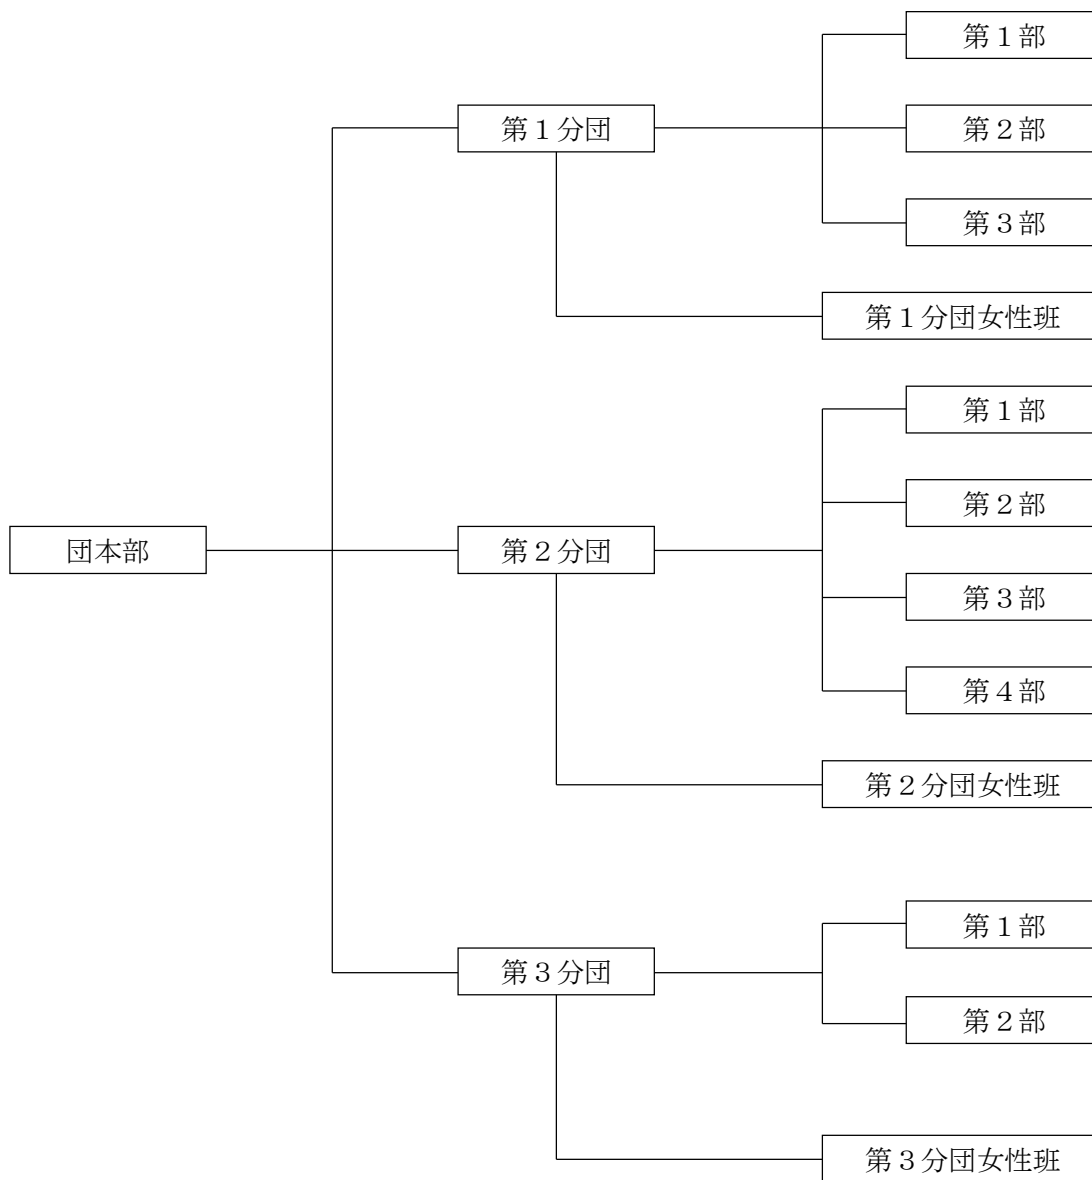 第１部
第１分団
第２部
第３部
第１分団女性班
第１部
第２部
団本部
第２分団
第３部
第４部
第２分団女性班
第１部
第３分団
第２部
第３分団女性班